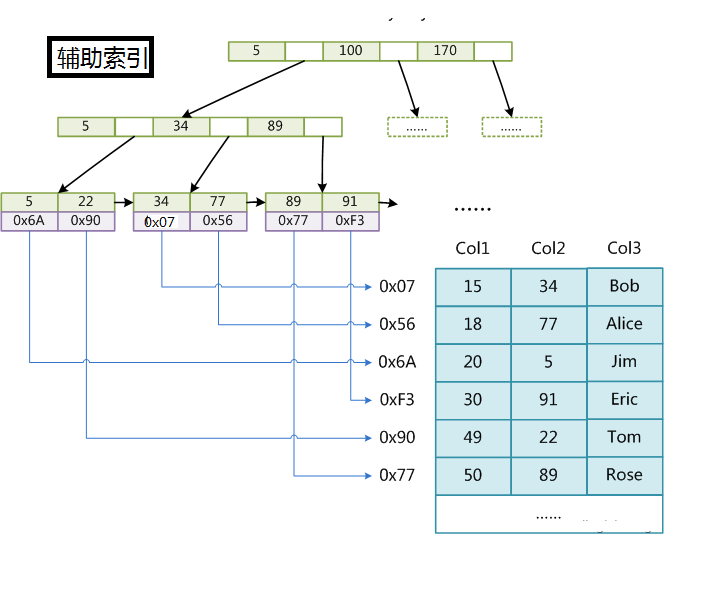 辅助索引
5 100 170
5 34 89
...... ......
5 22 34 77 89 91
0x6A 0x90 0x07 0x56 0x77 0xF3
......
Col1 Col2 Col3
0x07 15 34 Bob
0x56 18 77 Alice
0x6A 20 5 Jim
0xF3 30 91 Eric
0x90 49 22 Tom
0x77 50 89 Rose
......